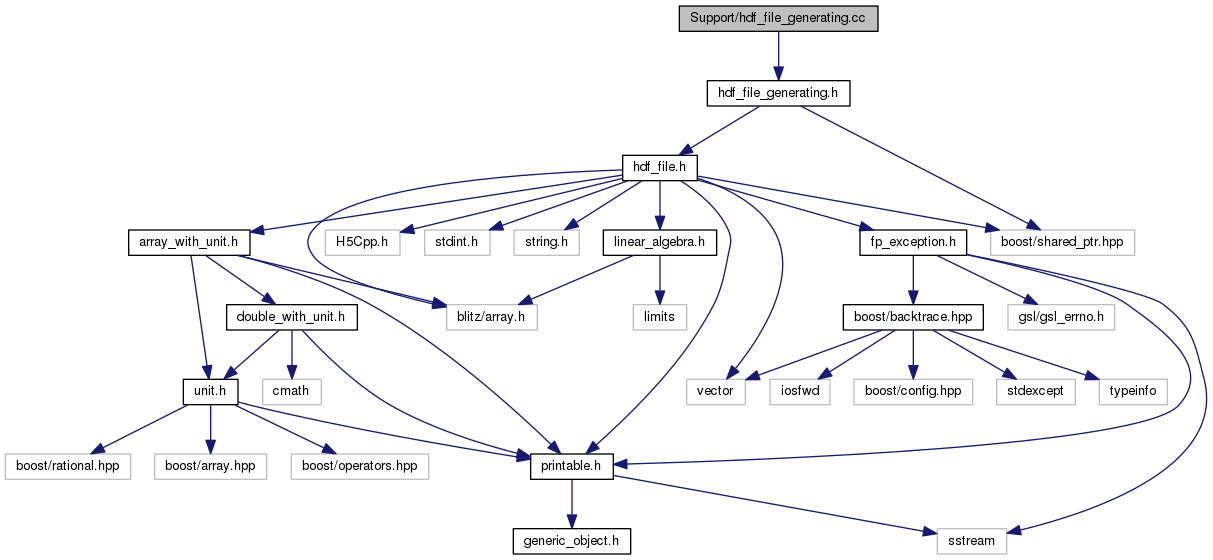 Support/hdf_file_generating.cc
hdf_file_generating.h
hdf_file.h
array_with_unit.h
H5Cpp.h
stdint.h
string.h
linear_algebra.h
fp_exception.h
boost/shared_ptr.hpp
double_with_unit.h
blitz/array.h
limits
boost/backtrace.hpp
gsl/gsl_errno.h
unit.h
cmath
vector
iosfwd
boost/config.hpp
stdexcept
typeinfo
boost/rational.hpp
boost/array.hpp
boost/operators.hpp
printable.h
generic_object.h
sstream